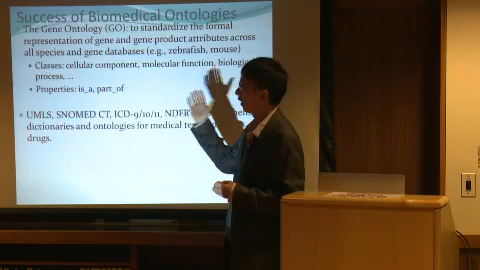 Success of Biomedical Ontologies
The Gene Ontology (GO): to standardize the formal
representation of gene and gene product attributes across
all species and gene databases (e.g., zebrafish, mouse)
• Classes: cellular component, molecular function, biological
process, ...
• Properties: is_a, part_of
• UMLS, SNOMED CT, ICD-9/10/11,
dictionaries and ontologies for medical
drugs.